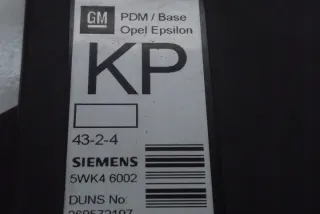 GM PDM / Base
Opel Epsilon
KP
43-2-4
SIEMENS
5WK4 6002
DUNS No: